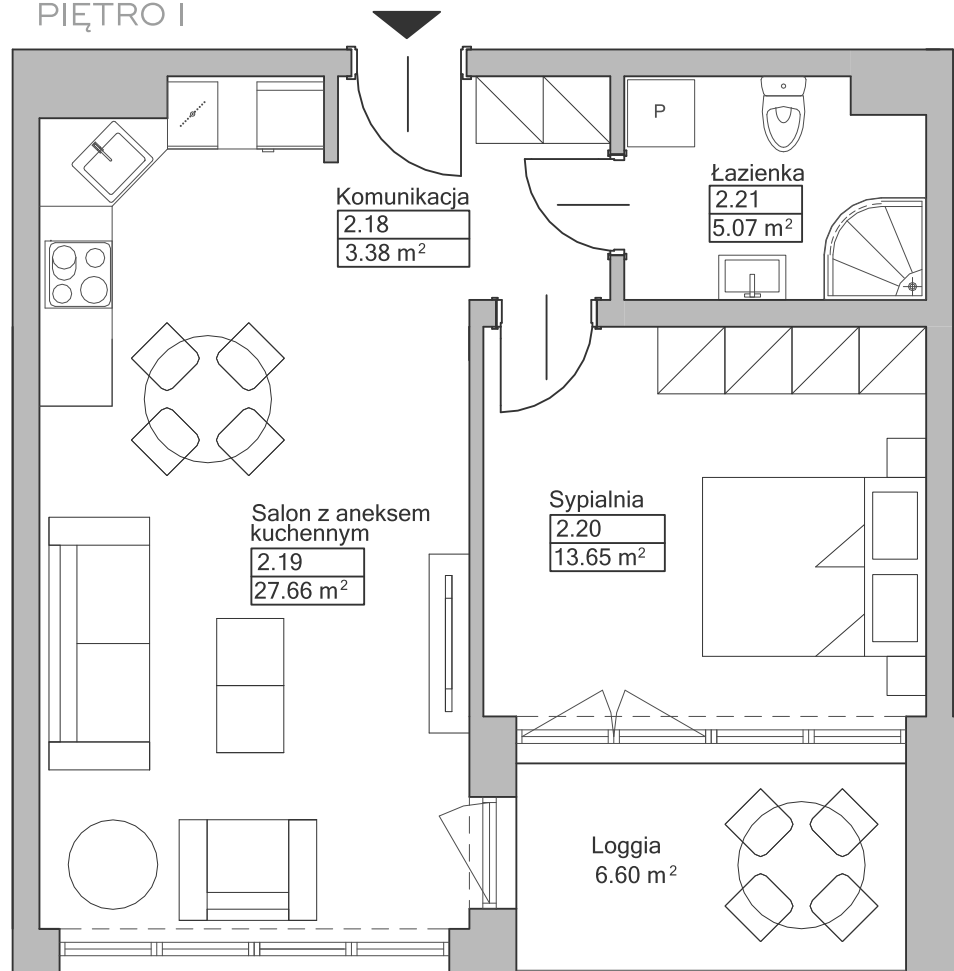 PIĘTRO I
P
Łazienka
2.21
5.07 m²
Komunikacja
2.18
3.38 m²
Salon z aneksem
kuchennym
2.19
27.66 m²
Sypialnia
2.20
13.65 m²
Loggia
6.60 m²